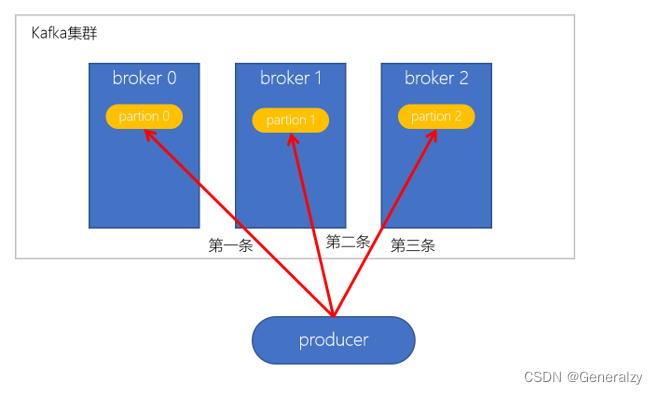 Kafka集群
broker 0
broker 1
broker 2
partion 0
partion 1
partion 2
第一条
第二条
第三条
producer
CSDN @Generalzy